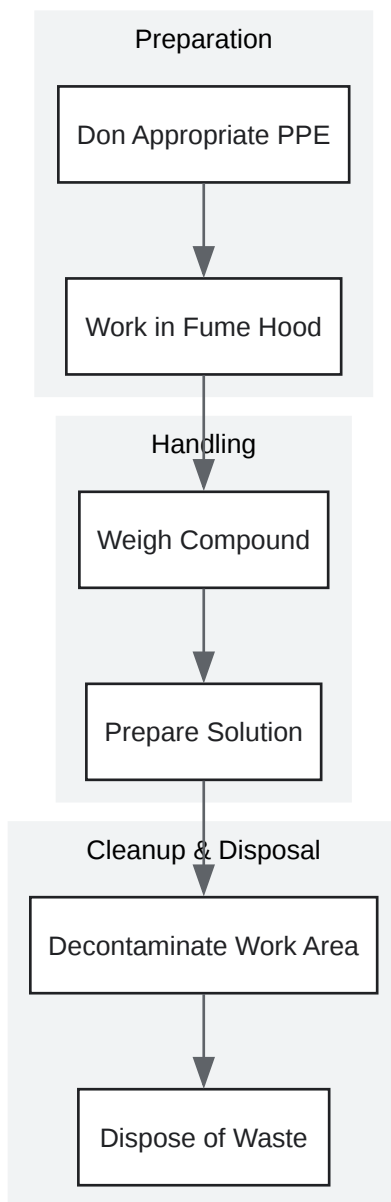 Preparation
Don Appropriate PPE
Work in Fume Hood
Handling
Weigh Compound
Prepare Solution
Cleanup & Disposal
Decontaminate Work Area
Dispose of Waste